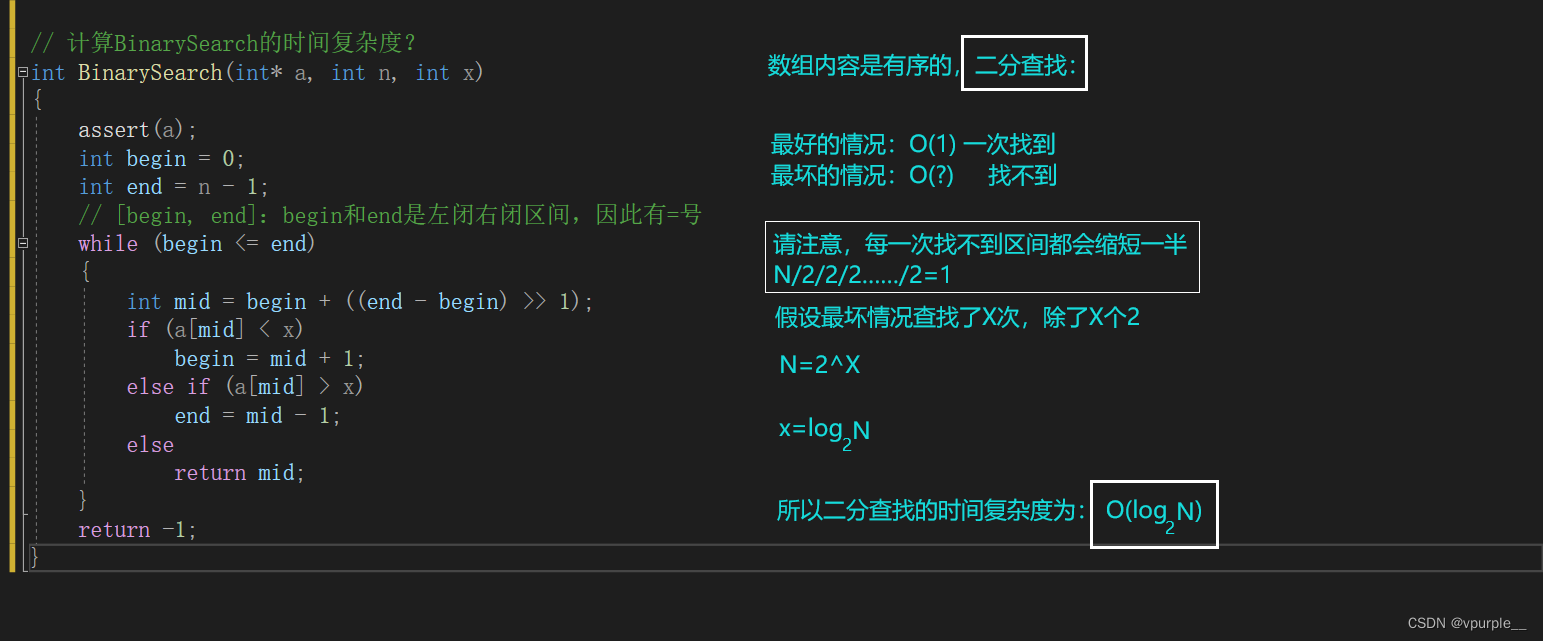 // 计算BinarySearch的时间复杂度?
int BinarySearch(int* a, int n, int x)
{
assert(a);
int begin = 0;
int end = n - 1;
// [begin, end]: begin和end是左闭右闭区间，因此有=号
while (begin <= end)
{
int mid = begin + ((end - begin) >> 1);
if (a[mid] < x)
begin = mid + 1;
else if (a[mid] > x)
end = mid - 1;
else
return mid;
}
return -1;
}
数组内容是有序的，二分查找：
最好的情况：O(1) 一次找到
最坏的情况：O(?) 找不到
请注意，每一次找不到区间都会缩短一半
N/2/2/2....../2=1
假设最坏情况查找了X次，除了X个2
N=2^X
x=log2N
所以二分查找的时间复杂度为：O(log2N)
CSDN @vpurple__